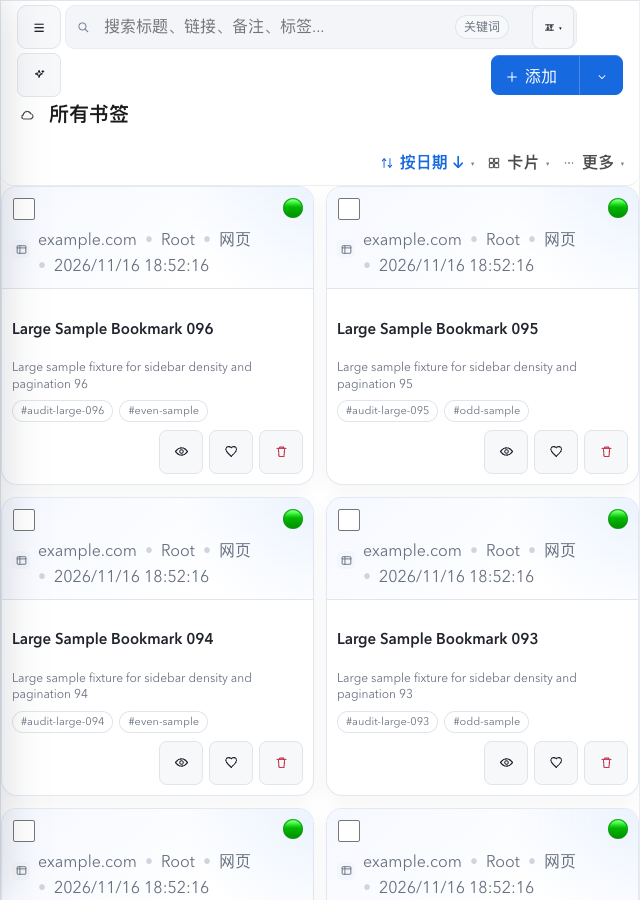 搜索标题、链接、备注、标签...
关键词
添加
所有书签
按日期
卡片
更多
example.com • Root • 网页
• 2026/11/16 18:52:16
Large Sample Bookmark 096
Large sample fixture for sidebar density and
pagination 96
#audit-large-096
#even-sample
example.com • Root • 网页
• 2026/11/16 18:52:16
Large Sample Bookmark 095
Large sample fixture for sidebar density and
pagination 95
#audit-large-095
#odd-sample
example.com • Root • 网页
• 2026/11/16 18:52:16
Large Sample Bookmark 094
Large sample fixture for sidebar density and
pagination 94
#audit-large-094
#even-sample
example.com • Root • 网页
• 2026/11/16 18:52:16
Large Sample Bookmark 093
Large sample fixture for sidebar density and
pagination 93
#audit-large-093
#odd-sample
example.com • Root • 网页
• 2026/11/16 18:52:16
example.com • Root • 网页
• 2026/11/16 18:52:16